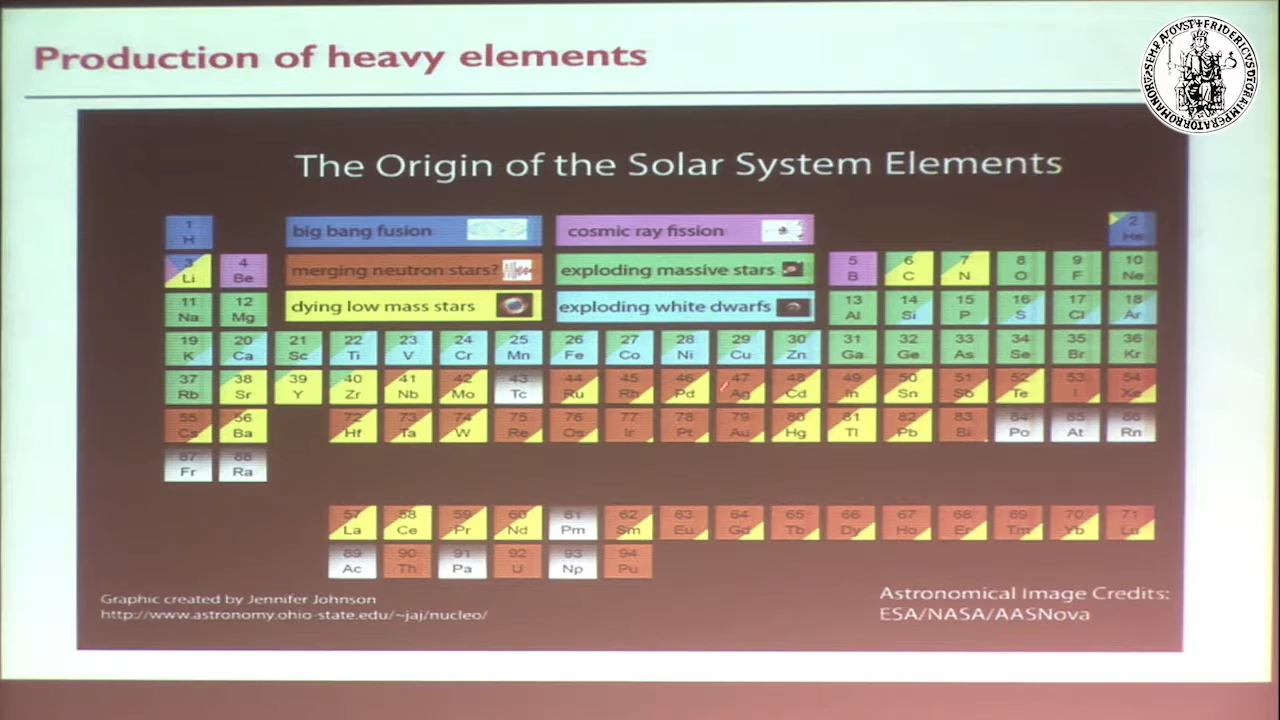 Production of heavy elements
The Origin of the Solar System Elements
big bang fusion
cosmic ray fission
merging neutron stars?
exploding massive stars
dying low mass stars
exploding white dwarfs
1 H
2 He
3 Li
4 Be
5 B
6 C
7 N
8 O
9 F
10 Ne
11 Na
12 Mg
13 Al
14 Si
15 P
16 S
17 Cl
18 Ar
19 K
20 Ca
21 Sc
22 Ti
23 V
24 Cr
25 Mn
26 Fe
27 Co
28 Ni
29 Cu
30 Zn
31 Ga
32 Ge
33 As
34 Se
35 Br
36 Kr
37 Rb
38 Sr
39 Y
40 Zr
41 Nb
42 Mo
43 Tc
44 Ru
45 Rh
46 Pd
47 Ag
48 Cd
49 In
50 Sn
51 Sb
52 Te
53 I
54 Xe
55 Cs
56 Ba
72 Hf
73 Ta
74 W
75 Re
76 Os
77 Ir
78 Pt
79 Au
80 Hg
81 Tl
82 Pb
83 Bi
84 Po
85 At
86 Rn
87 Fr
88 Ra
57 La
58 Ce
59 Pr
60 Nd
61 Pm
62 Sm
63 Eu
64 Gd
65 Tb
66 Dy
67 Ho
68 Er
69 Tm
70 Yb
71 Lu
89 Ac
90 Th
91 Pa
92 U
93 Np
94 Pu
Graphic created by Jennifer Johnson
http://www.astronomy.ohio-state.edu/~jaj/nucleo/
Astronomical Image Credits:
ESA/NASA/AASNova